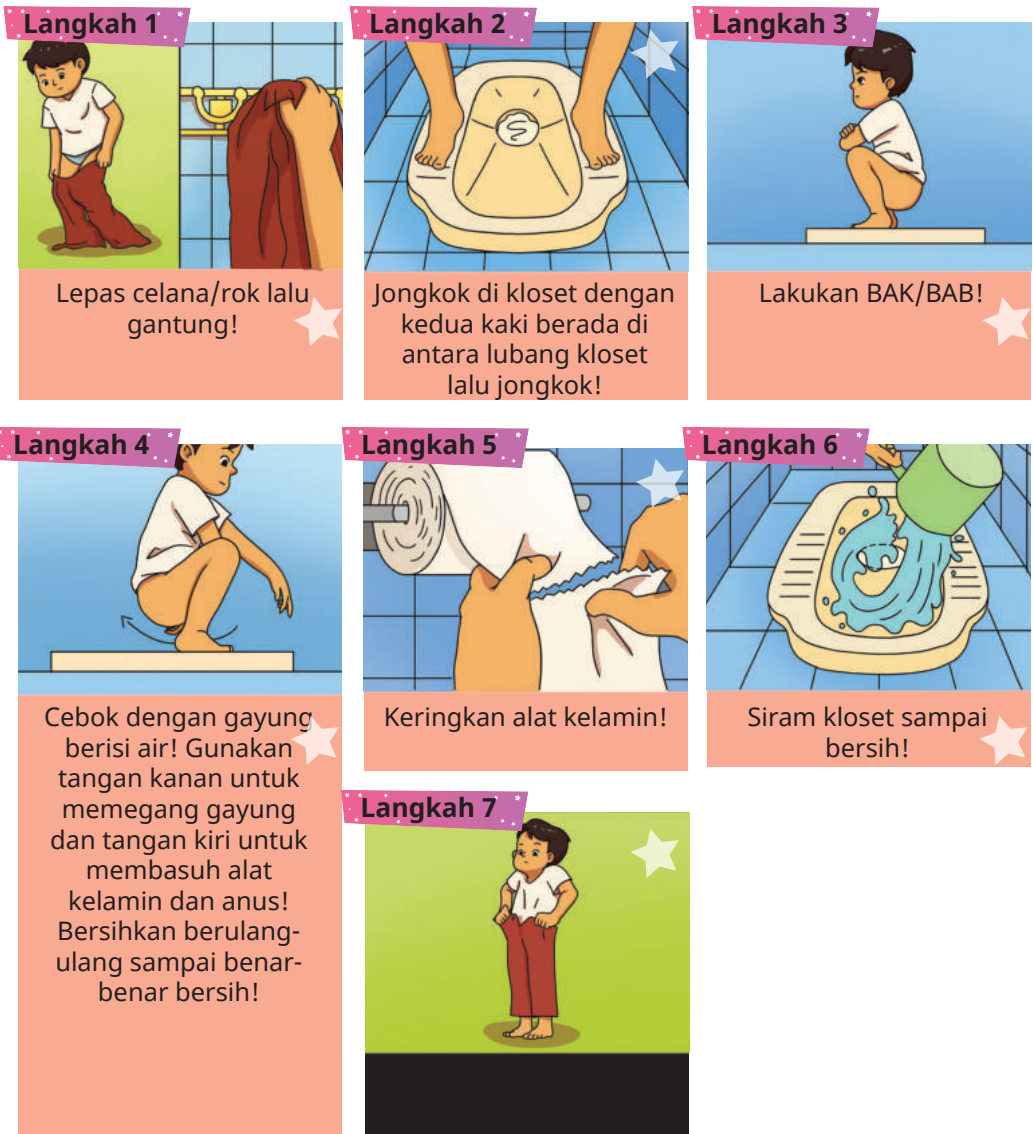 Langkah 1
Lepas celana/rok lalu
gantung!
Langkah 2
Jongkok di kloset dengan
kedua kaki berada di
antara lubang kloset
lalu jongkok!
Langkah 3
Lakukan BAK/BAB!
Langkah 4
Cebok dengan gayung
berisi air! Gunakan
tangan kanan untuk
memegang gayung
dan tangan kiri untuk
membasuh alat
kelamin dan anus!
Bersihkan berulang-
ulang sampai benar-
benar bersih!
Langkah 5
Keringkan alat kelamin!
Langkah 6
Siram kloset sampai
bersih!
Langkah 7